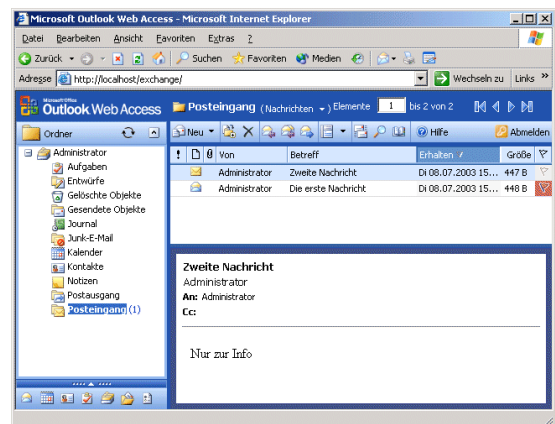 Microsoft Outlook Web Access - Microsoft Internet Explorer
Datei Bearbeiten Ansicht Favoriten Extras ?
Zurück Suchen Favoriten Medien
Adresse http://localhost/exchange/ Wechseln zu Links »
Microsoft Office
Outlook Web Access Posteingang (Nachrichten) Elemente 1 bis 2 von 2
Ordner Neu Hilfe Abmelden
! Von Betreff Erhalten / Größe
Administrator Zweite Nachricht Di 08.07.2003 15... 447 B
Administrator Die erste Nachricht Di 08.07.2003 15... 448 B
Administrator
Aufgaben
Entwürfe
Gelöschte Objekte
Gesendete Objekte
Journal
Junk-E-Mail
Kalender
Kontakte
Notizen
Postausgang
Posteingang (1)
Zweite Nachricht
Administrator
An: Administrator
Cc:
Nur zur Info